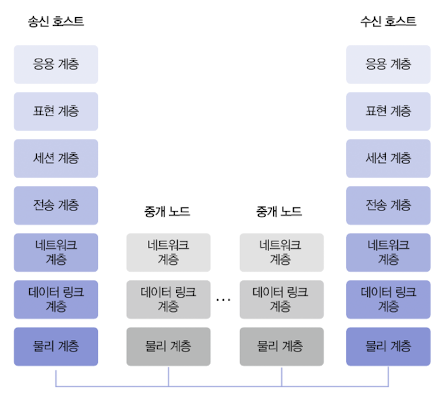 송신 호스트
수신 호스트
응용 계층
응용 계층
표현 계층
표현 계층
세션 계층
세션 계층
전송 계층
전송 계층
중개 노드
중개 노드
네트워크
계층
네트워크
계층
네트워크
계층
네트워크
계층
데이터 링크
계층
데이터 링크
계층
...
데이터 링크
계층
데이터 링크
계층
물리 계층
물리 계층
물리 계층
물리 계층